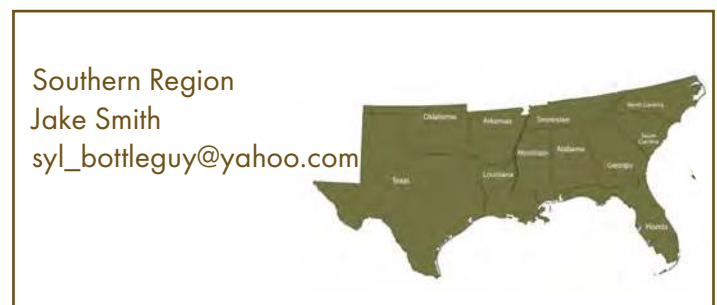 Southern Region
Jake Smith
syl_bottleguy@yahoo.com
North Carolina
Oklahoma
Arkansas
Tennessee
South
Carolina
Mississippi
Alabama
Georgia
Louisiana
Texas
Florida